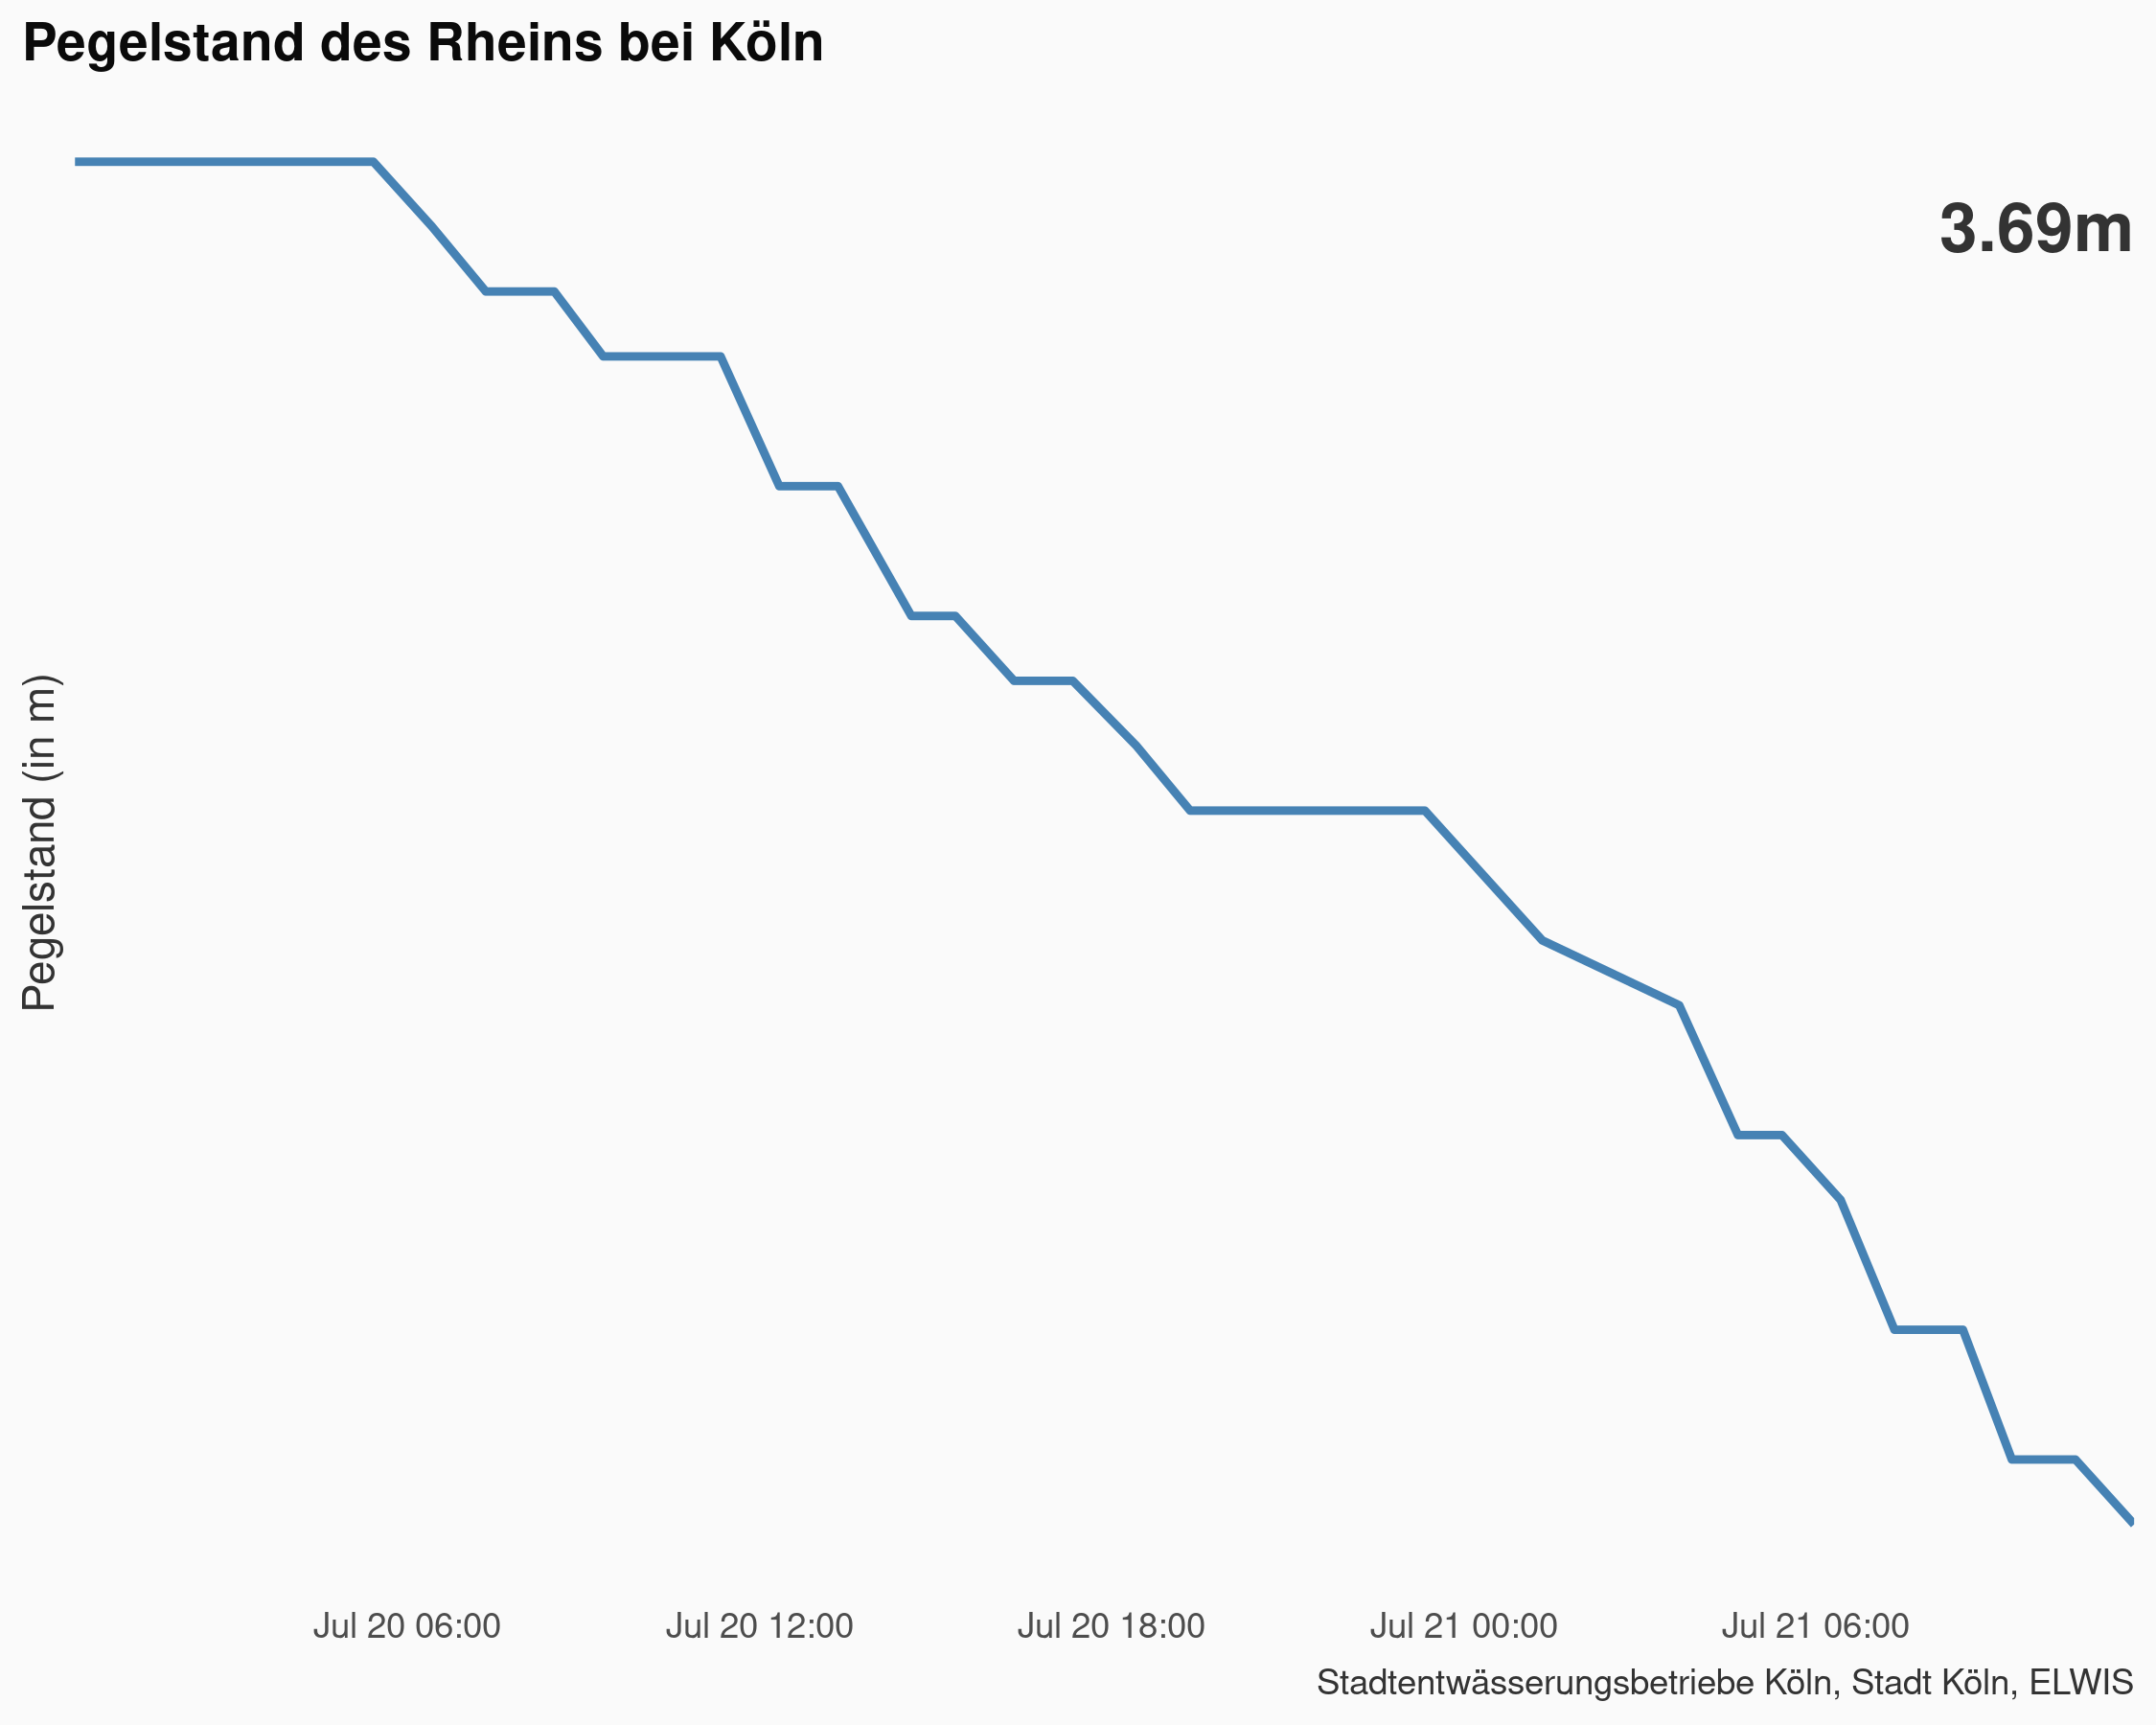 Pegelstand des Rheins bei Köln
3.69m
Pegelstand (in m)
Jul 20 06:00
Jul 20 12:00
Jul 20 18:00
Jul 21 00:00
Jul 21 06:00
Stadtentwässerungsbetriebe Köln, Stadt Köln, ELWIS